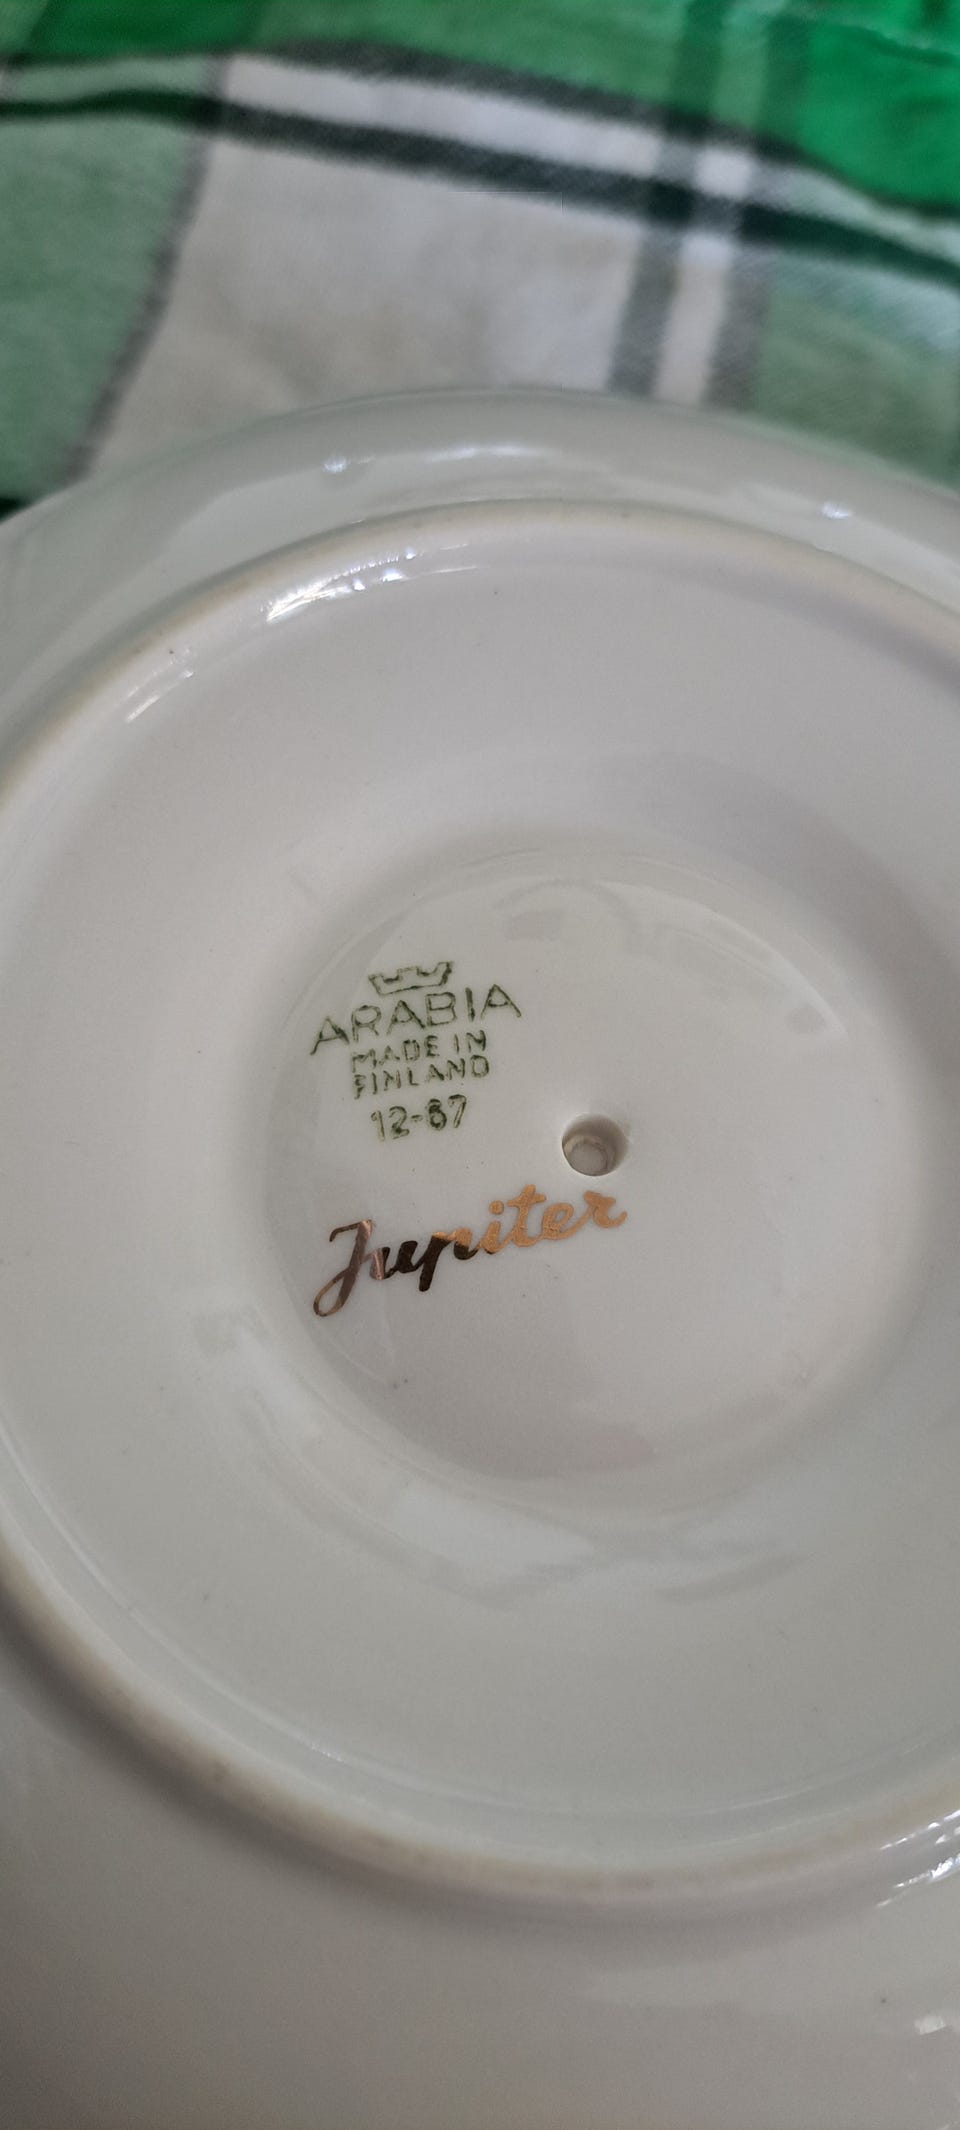 ARABIA
MADE IN
FINLAND
12-67
Jupiter